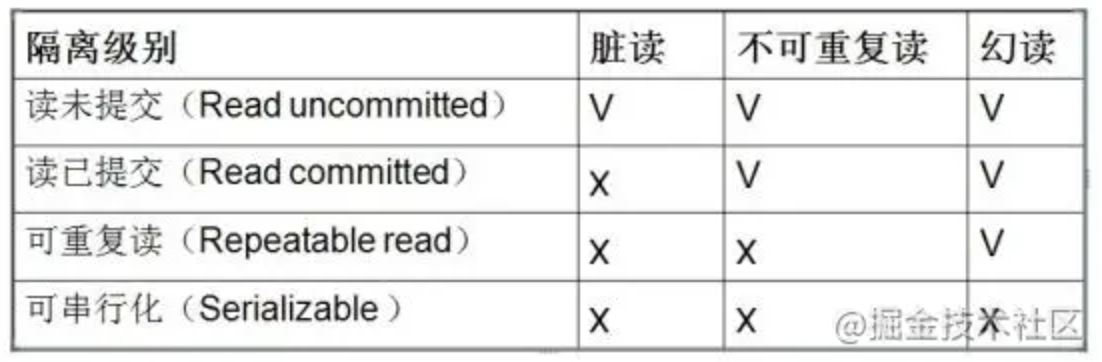 隔离级别 脏读 不可重复读 幻读
读未提交（Read uncommitted） V V V
读已提交（Read committed） x V V
可重复读（Repeatable read） x x V
可串行化（Serializable） x x x
@掘金技术社区